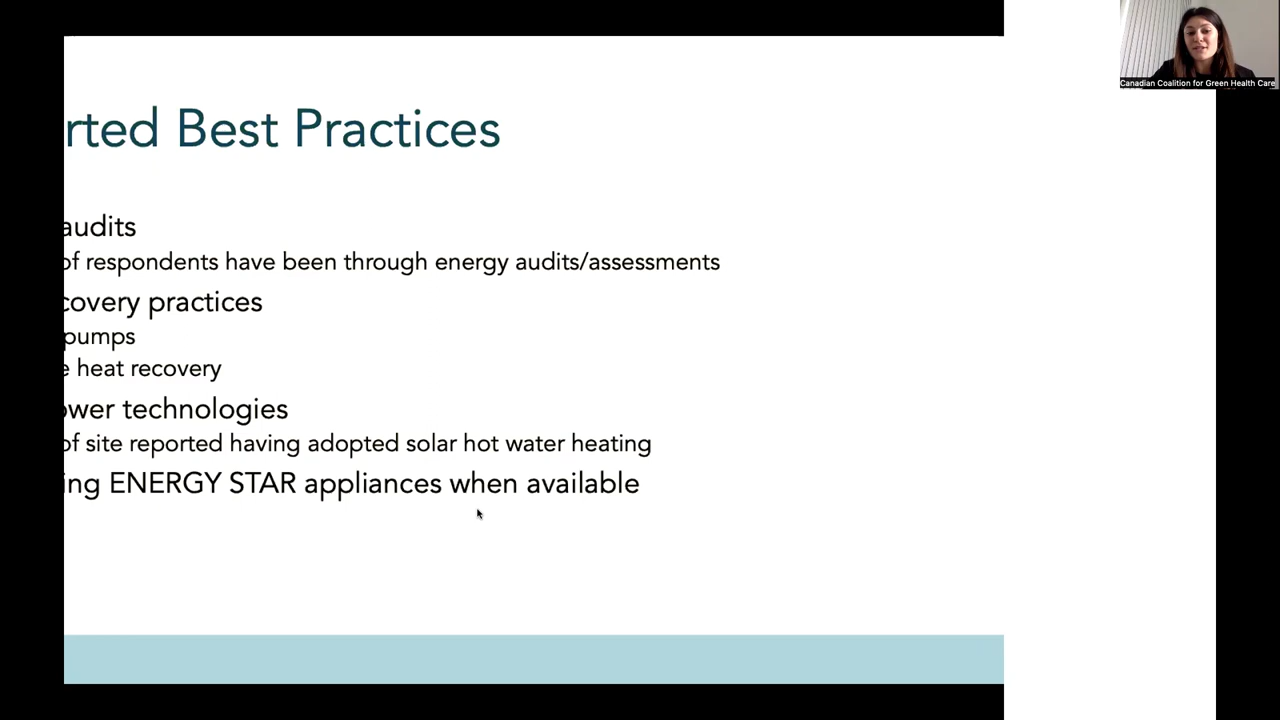 Canadian Coalition for Green Health Care
rted Best Practices
audits
of respondents have been through energy audits/assessments
covery practices
pumps
e heat recovery
ower technologies
of site reported having adopted solar hot water heating
ing ENERGY STAR appliances when available